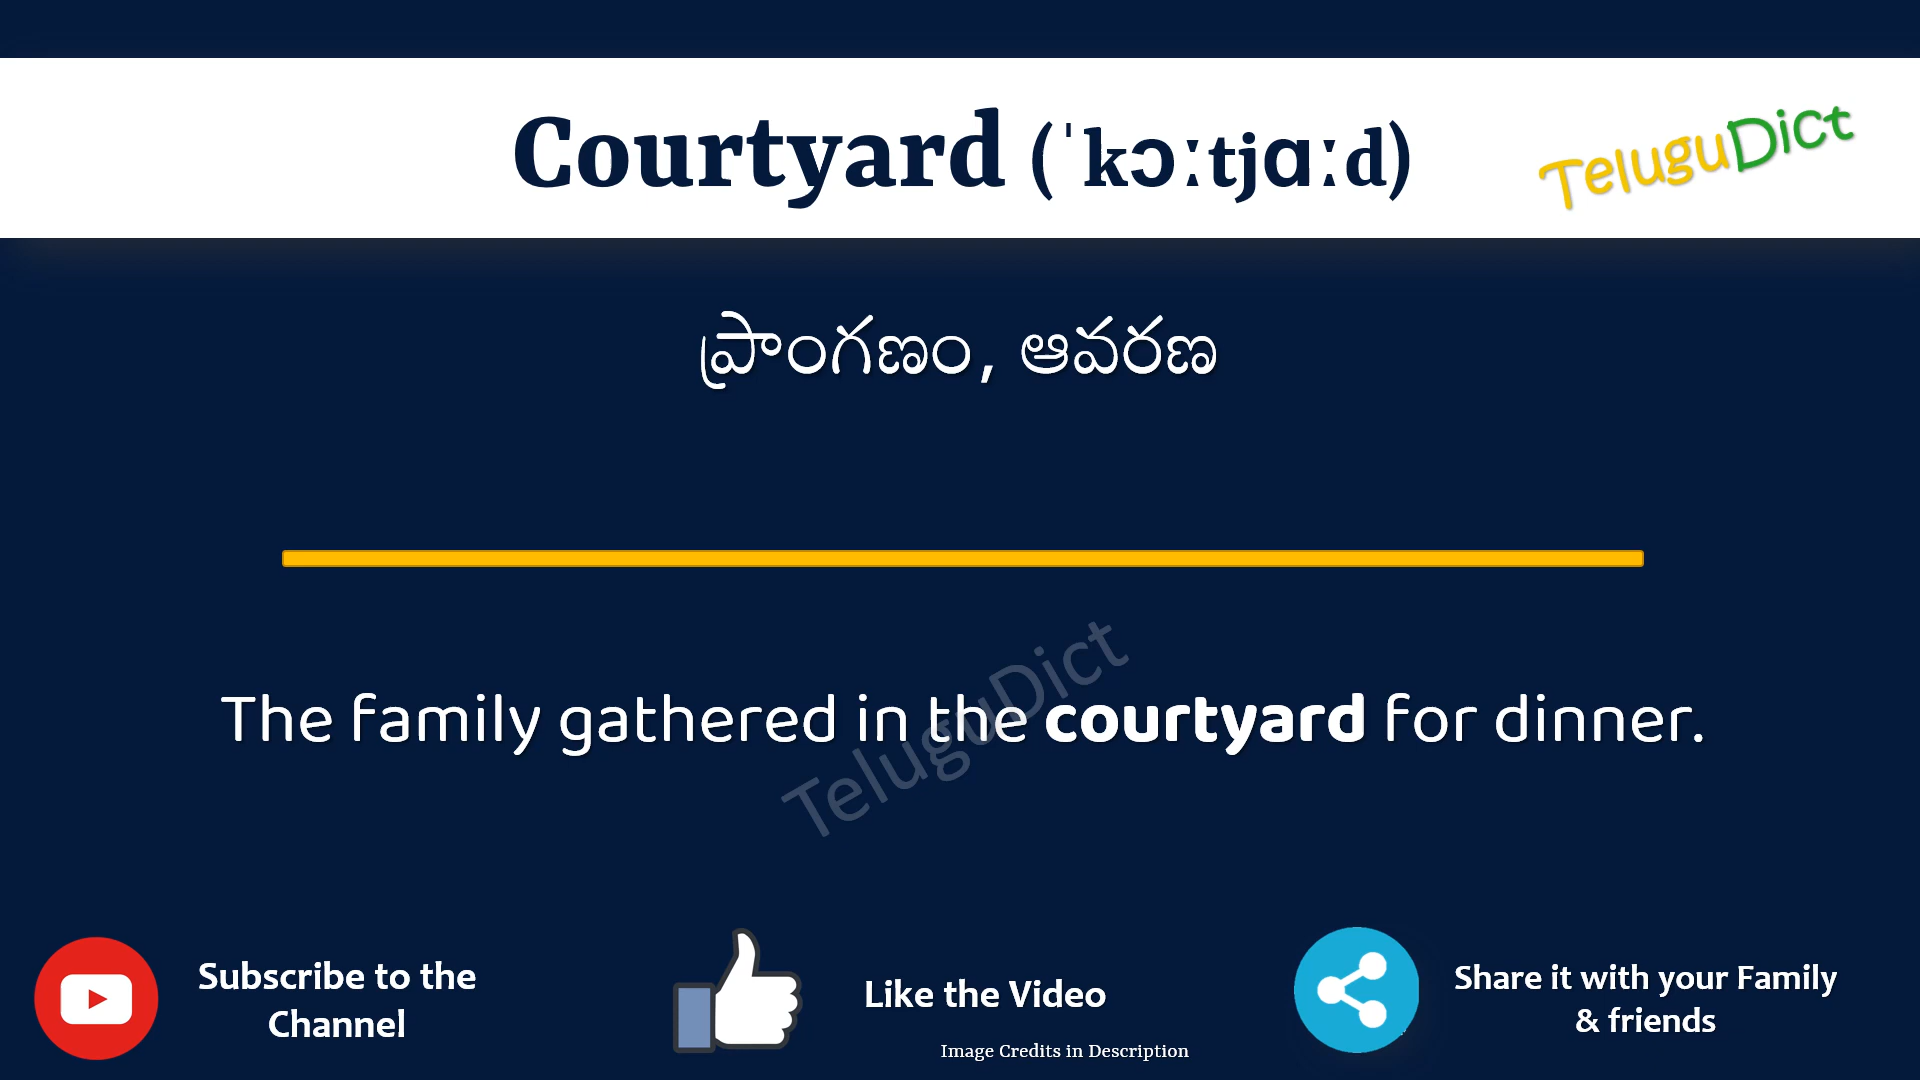 Courtyard (ˈkɔːtjɑːd)
TeluguDict
ప్రాంగణం, ఆవరణ
The family gathered in the courtyard for dinner.
TeluguDict
Subscribe to the
Channel
Like the Video
Share it with your Family
& friends
Image Credits in Description